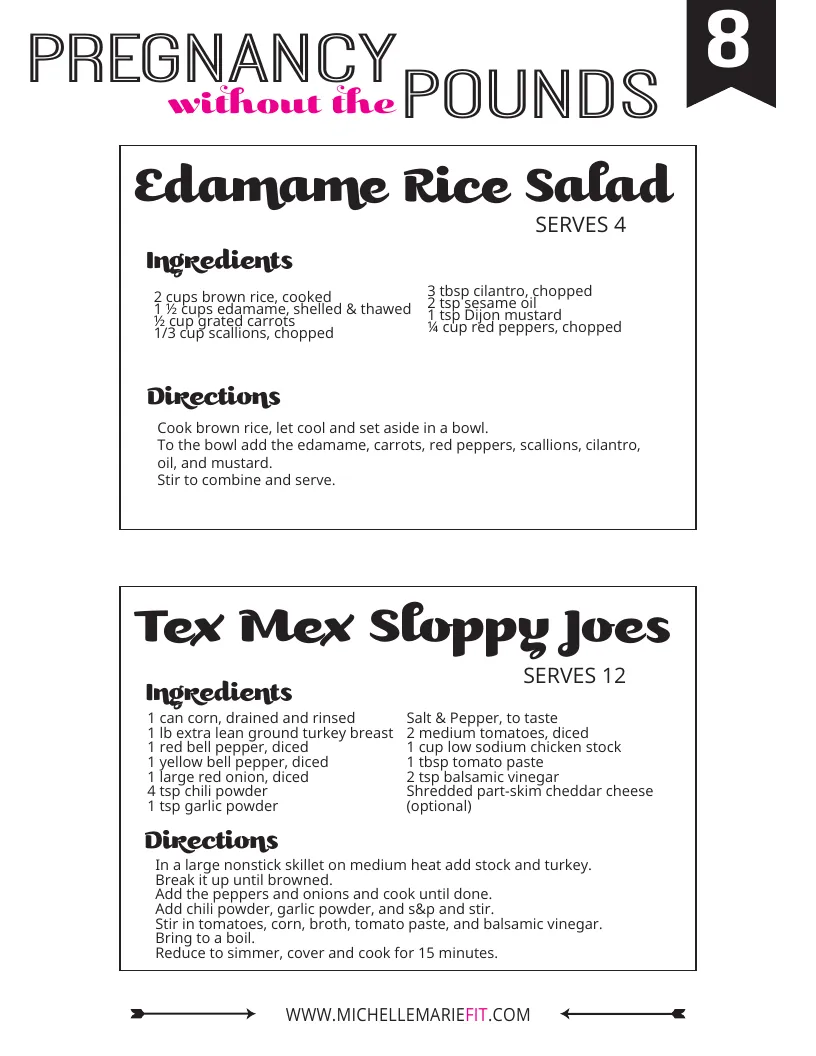 PREGNANCY
without the POUNDS
8
Edamame Rice Salad
SERVES 4
Ingredients
2 cups brown rice, cooked
1 ½ cups edamame, shelled & thawed
½ cup grated carrots
1/3 cup scallions, chopped
3 tbsp cilantro, chopped
2 tsp sesame oil
1 tsp Dijon mustard
¼ cup red peppers, chopped
Directions
Cook brown rice, let cool and set aside in a bowl.
To the bowl add the edamame, carrots, red peppers, scallions, cilantro,
oil, and mustard.
Stir to combine and serve.
Tex Mex Sloppy Joes
SERVES 12
Ingredients
1 can corn, drained and rinsed
1 lb extra lean ground turkey breast
1 red bell pepper, diced
1 yellow bell pepper, diced
1 large red onion, diced
4 tsp chili powder
1 tsp garlic powder
Salt & Pepper, to taste
2 medium tomatoes, diced
1 cup low sodium chicken stock
1 tbsp tomato paste
2 tsp balsamic vinegar
Shredded part-skim cheddar cheese
(optional)
Directions
In a large nonstick skillet on medium heat add stock and turkey.
Break it up until browned.
Add the peppers and onions and cook until done.
Add chili powder, garlic powder, and s&p and stir.
Stir in tomatoes, corn, broth, tomato paste, and balsamic vinegar.
Bring to a boil.
Reduce to simmer, cover and cook for 15 minutes.
WWW.MICHELLEMARIEFIT.COM